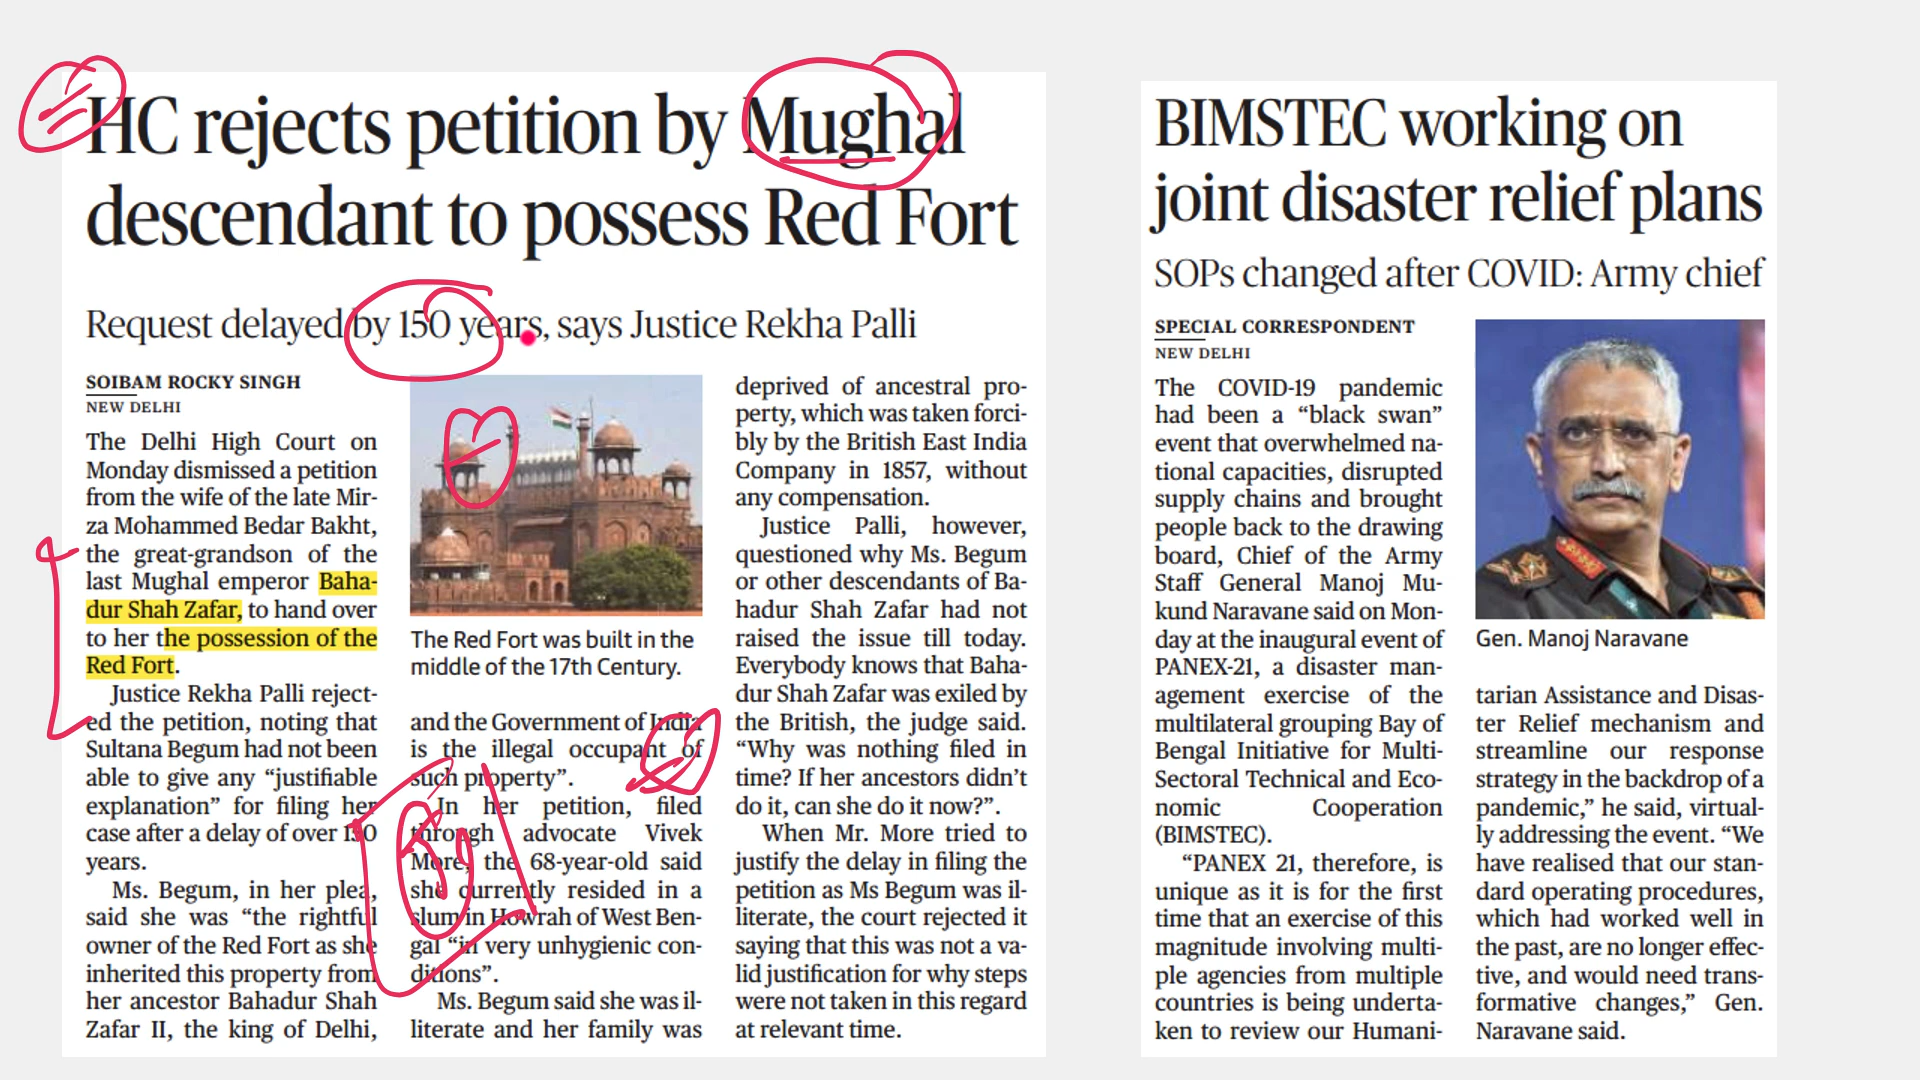 HC rejects petition by Mughal
descendant to possess Red Fort
Request delayed by 150 years, says Justice Rekha Palli
SOIBAM ROCKY SINGH
NEW DELHI
The Delhi High Court on
Monday dismissed a petition
from the wife of the late Mir-
za Mohammed Bedar Bakht,
the great-grandson of the
last Mughal emperor Baha-
dur Shah Zafar, to hand over
to her the possession of the
Red Fort.
Justice Rekha Palli reject-
ed the petition, noting that
Sultana Begum had not been
able to give any “justifiable
explanation” for filing her
case after a delay of over 150
years.
Ms. Begum, in her plea,
said she was “the rightful
owner of the Red Fort as she
inherited this property from
her ancestor Bahadur Shah
Zafar II, the king of Delhi,
The Red Fort was built in the
middle of the 17th Century.
and the Government of India
is the illegal occupant of
such property”.
In her petition, filed
through advocate Vivek
More, the 68-year-old said
she currently resided in a
slum in Howrah of West Ben-
gal “in very unhygienic con-
ditions”.
Ms. Begum said she was il-
literate and her family was
deprived of ancestral pro-
perty, which was taken forci-
bly by the British East India
Company in 1857, without
any compensation.
Justice Palli, however,
questioned why Ms. Begum
or other descendants of Ba-
hadur Shah Zafar had not
raised the issue till today.
Everybody knows that Baha-
dur Shah Zafar was exiled by
the British, the judge said.
“Why was nothing filed in
time? If her ancestors didn’t
do it, can she do it now?”.
When Mr. More tried to
justify the delay in filing the
petition as Ms Begum was il-
literate, the court rejected it
saying that this was not a va-
lid justification for why steps
were not taken in this regard
at relevant time.
BIMSTEC working on
joint disaster relief plans
SOPs changed after COVID: Army chief
SPECIAL CORRESPONDENT
NEW DELHI
The COVID-19 pandemic
had been a “black swan”
event that overwhelmed na-
tional capacities, disrupted
supply chains and brought
people back to the drawing
board, Chief of the Army
Staff General Manoj Mu-
kund Naravane said on Mon-
day at the inaugural event of
PANEX-21, a disaster man-
agement exercise of the
multilateral grouping Bay of
Bengal Initiative for Multi-
Sectoral Technical and Eco-
nomic Cooperation
(BIMSTEC).
“PANEX 21, therefore, is
unique as it is for the first
time that an exercise of this
magnitude involving multi-
ple agencies from multiple
countries is being underta-
ken to review our Humani-
Gen. Manoj Naravane
tarian Assistance and Disas-
ter Relief mechanism and
streamline our response
strategy in the backdrop of a
pandemic,” he said, virtual-
ly addressing the event. “We
have realised that our stan-
dard operating procedures,
which had worked well in
the past, are no longer effec-
tive, and would need trans-
formative changes,” Gen.
Naravane said.